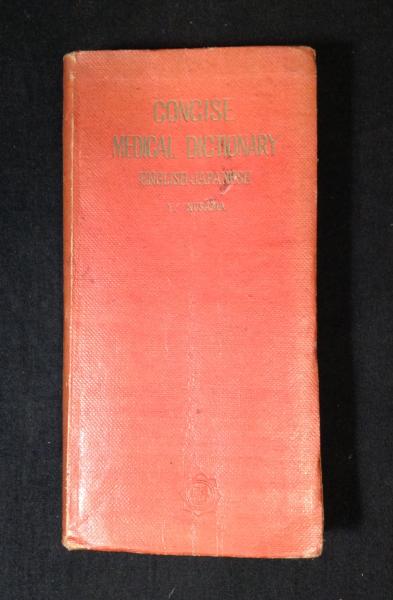 CONCISE
MEDICAL DICTIONARY
ENGLISH-JAPANESE
Y.